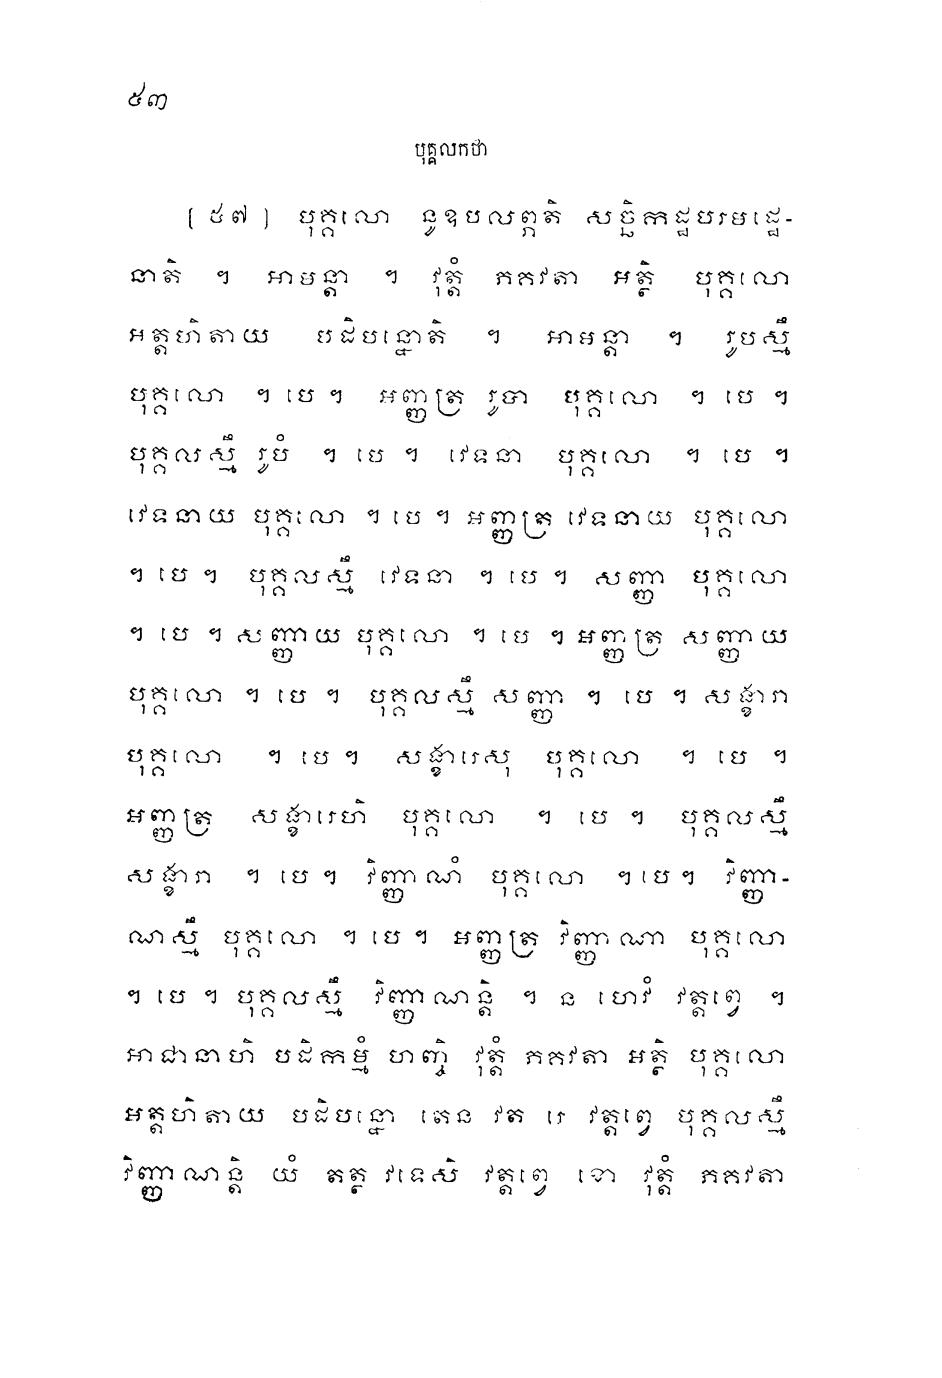 ៥៣
បុគ្គលកថា
[ ៥៧ ] បុគ្គលោ នូឧបលព្ភតិ សច្ឆិកដ្ឋបរមដ្ឋេ-
នាតិ ។ អាមន្តា ។ វុត្តំ ភគវតា អត្ថិ បុគ្គលោ
អត្តហិតាយ បដិបន្នោតិ ។ អាមន្តា ។ រូបស្មឹ
បុគ្គលោ ។ បេ ។ អញ្ញត្រ រូបា បុគ្គលោ ។ បេ ។
បុគ្គលស្មឹ រូបំ ។ បេ ។ វេទនា បុគ្គលោ ។ បេ ។
វេទនាយ បុគ្គលោ ។ បេ ។ អញ្ញត្រ វេទនាយ បុគ្គលោ
។ បេ ។ បុគ្គលស្មឹ វេទនា ។ បេ ។ សញ្ញា បុគ្គលោ
។ បេ ។ សញ្ញាយ បុគ្គលោ ។ បេ ។ អញ្ញត្រ សញ្ញាយ
បុគ្គលោ ។ បេ ។ បុគ្គលស្មឹ សញ្ញា ។ បេ ។ សង្ខារា
បុគ្គលោ ។ បេ ។ សង្ខារេសុ បុគ្គលោ ។ បេ ។
អញ្ញត្រ សង្ខារេហិ បុគ្គលោ ។ បេ ។ បុគ្គលស្មឹ
សង្ខារា ។ បេ ។ វិញ្ញាណំ បុគ្គលោ ។ បេ ។ វិញ្ញា-
ណស្មឹ បុគ្គលោ ។ បេ ។ អញ្ញត្រ វិញ្ញាណា បុគ្គលោ
។ បេ ។ បុគ្គលស្មឹ វិញ្ញាណន្តិ ។ ន ហេវំ វត្តព្វេ ។
អាជានាហិ បដិកម្មំ ហញ្ចិ វុត្តំ ភគវតា អត្ថិ បុគ្គលោ
អត្តហិតាយ បដិបន្នោ តេន វត រេ វត្តព្វេ បុគ្គលស្មឹ
វិញ្ញាណន្តិ យំ តត្ថ វទេសិ វត្តព្វេ ខោ វុត្តំ ភគវតា